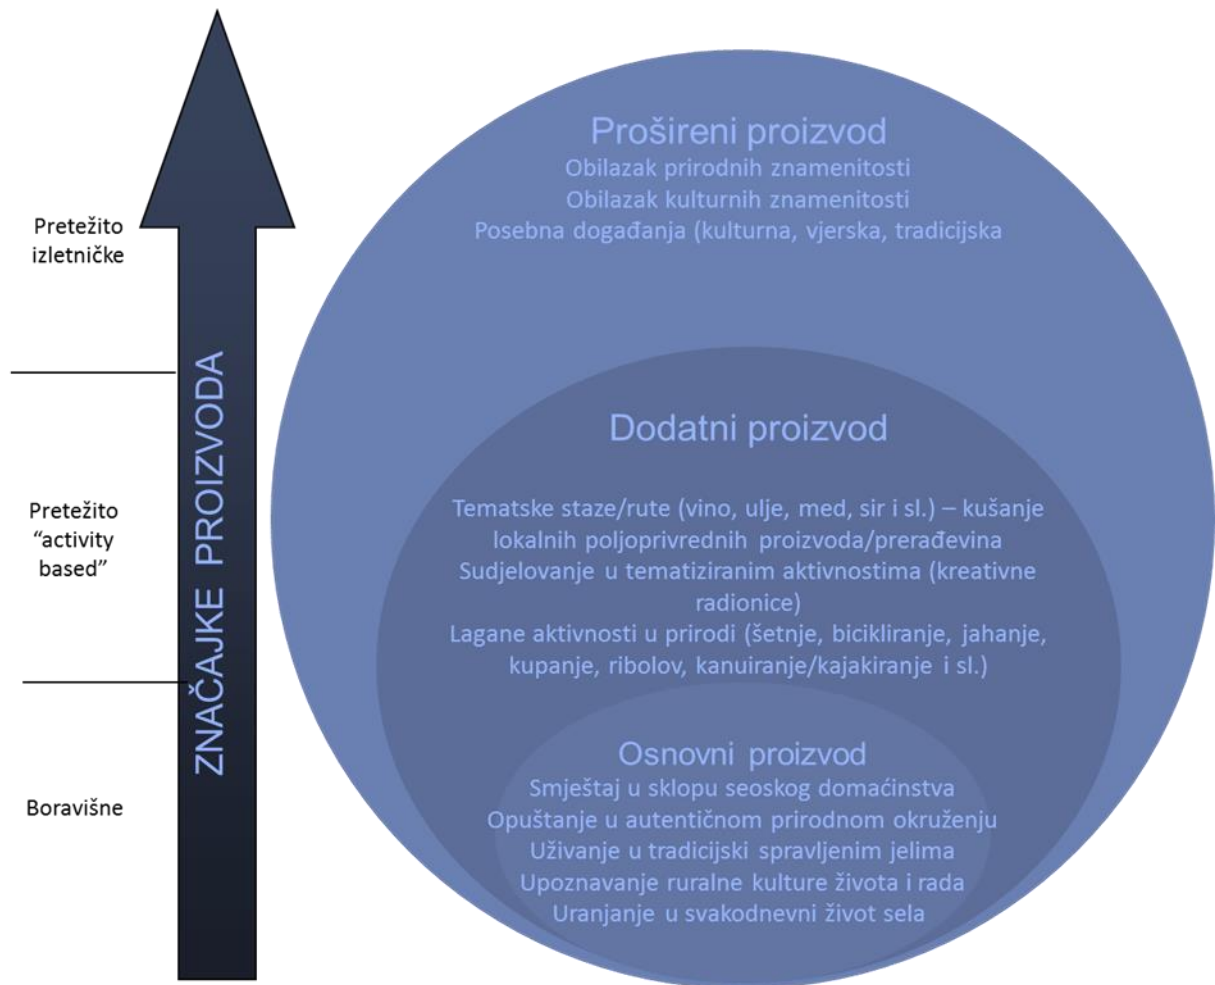 Prošireni proizvod
Obilazak prirodnih znamenitosti
Obilazak kulturnih znamenitosti
Posebna događanja (kulturna, vjerska, tradicijska
Pretežito
izletničke
ZNAČAJKE PROIZVODA
Dodatni proizvod
Tematske staze/rute (vino, ulje, med, sir i sl.) – kušanje
lokalnih poljoprivrednih proizvoda/prerađevina
Sudjelovanje u tematiziranim aktivnostima (kreativne
radionice)
Lagane aktivnosti u prirodi (šetnje, bicikliranje, jahanje,
kupanje, ribolov, kanuiranje/kajakiranje i sl.)
Pretežito
“activity
based”
Osnovni proizvod
Smještaj u sklopu seoskog domaćinstva
Opuštanje u autentičnom prirodnom okruženju
Uživanje u tradicijski spravljenim jelima
Upoznavanje ruralne kulture života i rada
Uranjanje u svakodnevni život sela
Boravišne